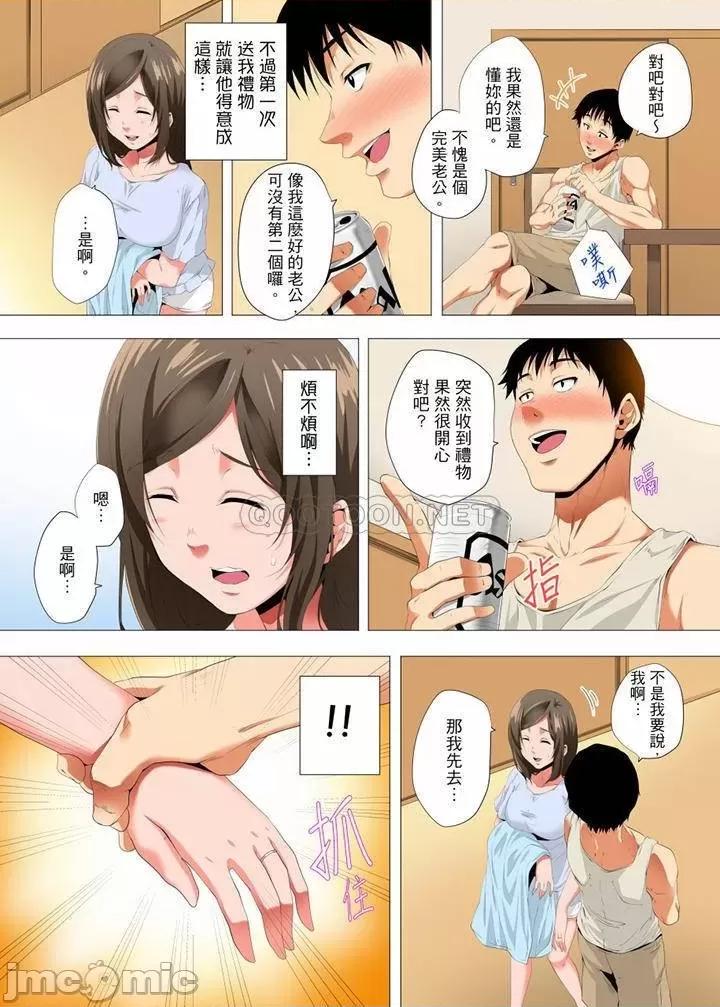 對吧對吧～
我果然還是
懂妳的吧。
不愧是個
完美老公。
噗
嘶
像我這麼好的老公，
可沒有第二個囉。
不過第一次
送我禮物
就讓他得意成
這樣…
…是啊。
突然收到禮物
果然很開心
對吧？
嗝
指
煩不煩啊…
嗯…
是啊…
QOOTOON.NET
不是我要說，
我啊…
那我先去…
!!
抓
住
jmcomic